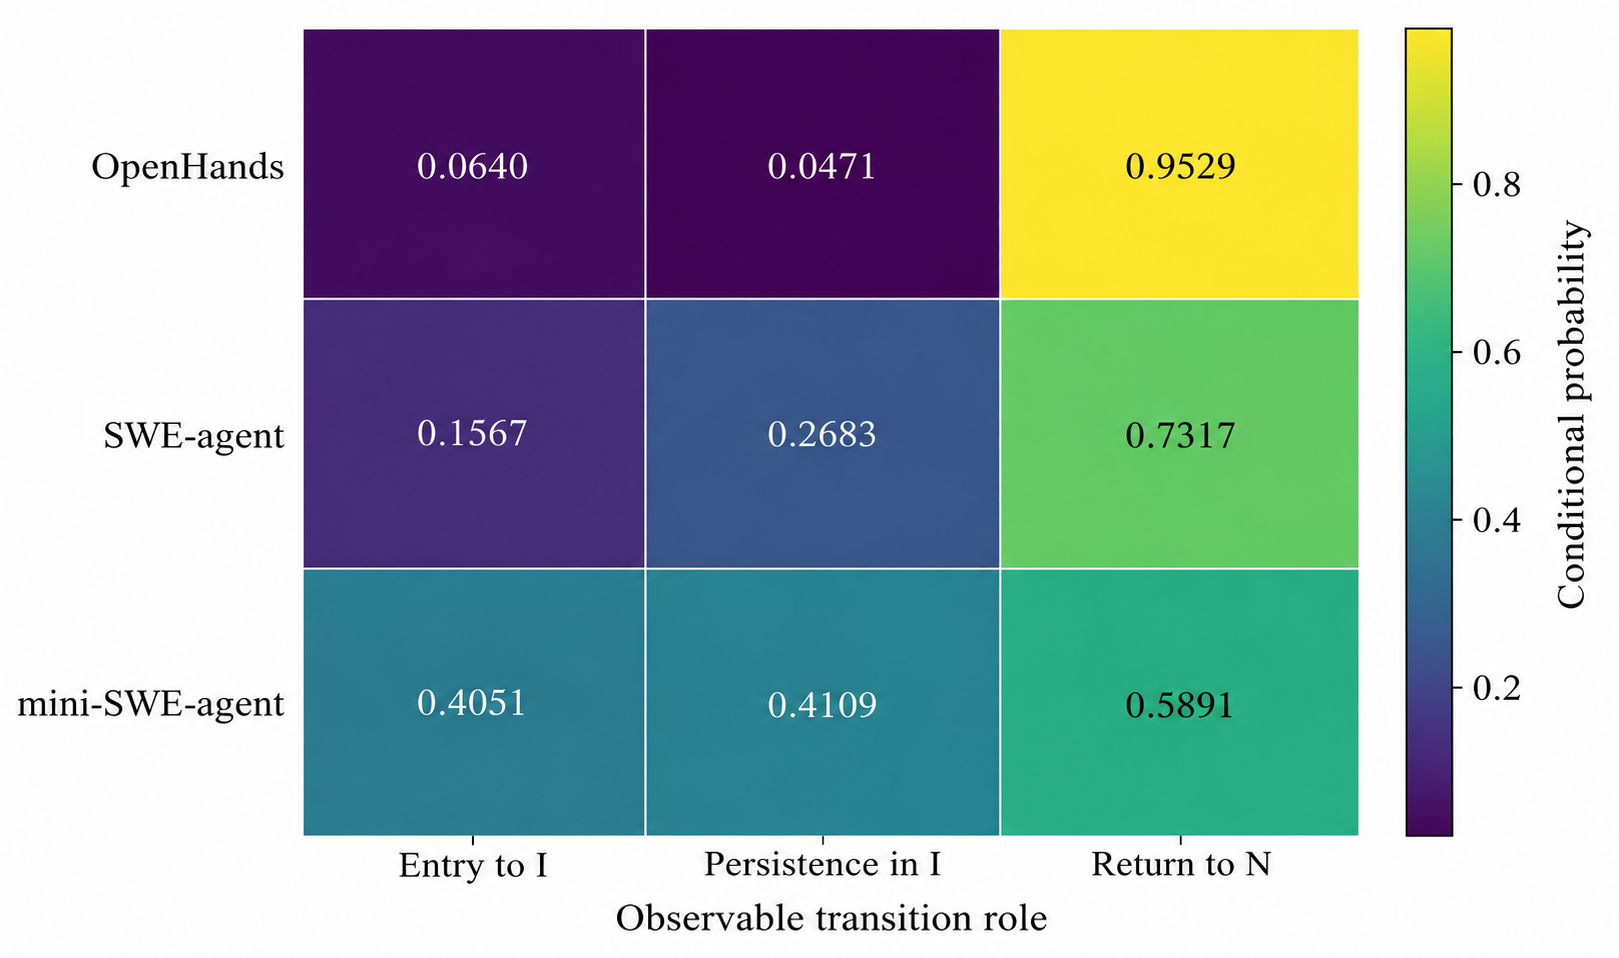 OpenHands 0.0640 0.0471 0.9529
SWE-agent 0.1567 0.2683 0.7317
mini-SWE-agent 0.4051 0.4109 0.5891
Entry to I Persistence in I Return to N
Observable transition role
0.8
0.6
0.4
0.2
Conditional probability